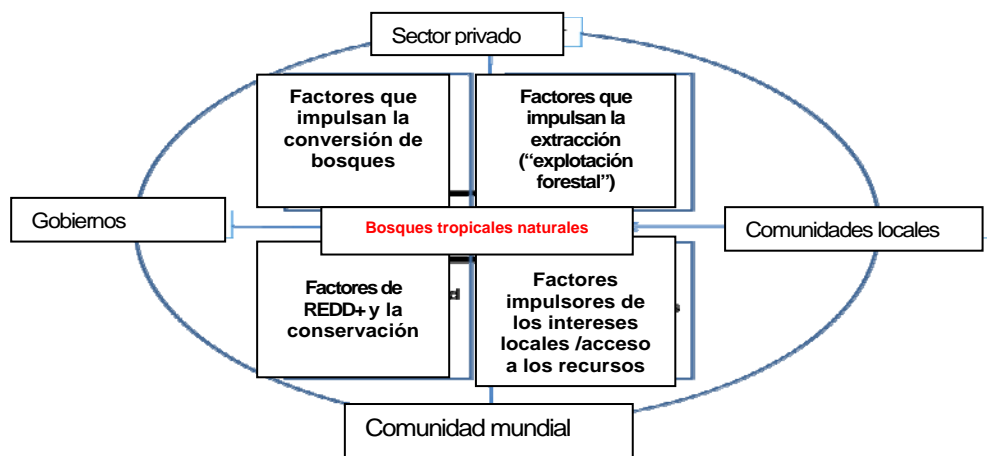 Sector privado
Factores que
impulsan la
conversión de
bosques
Factores que
impulsan la
extracción
(“explotación
forestal”)
Gobiernos
Bosques tropicales naturales
Comunidades locales
Factores de
REDD+ y la
conservación
Factores
impulsores de
los intereses
locales /acceso
a los recursos
Comunidad mundial